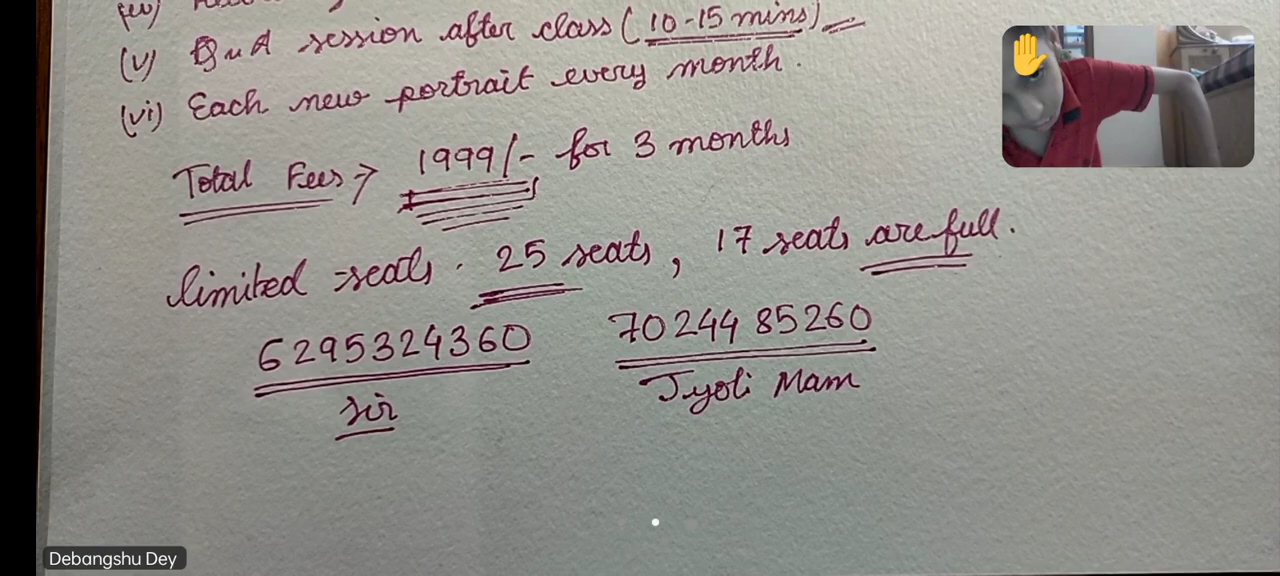 (v) QnA session after class (10-15 mins)
(vi) Each new portrait every month.
Total Fees → 1999/- for 3 months
limited seats. 25 seats, 17 seats are full.
6295324360 7024485260
sir Jyoti Mam
Debangshu Dey